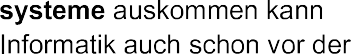 systeme auskommen kann
Informatik auch schon vor der